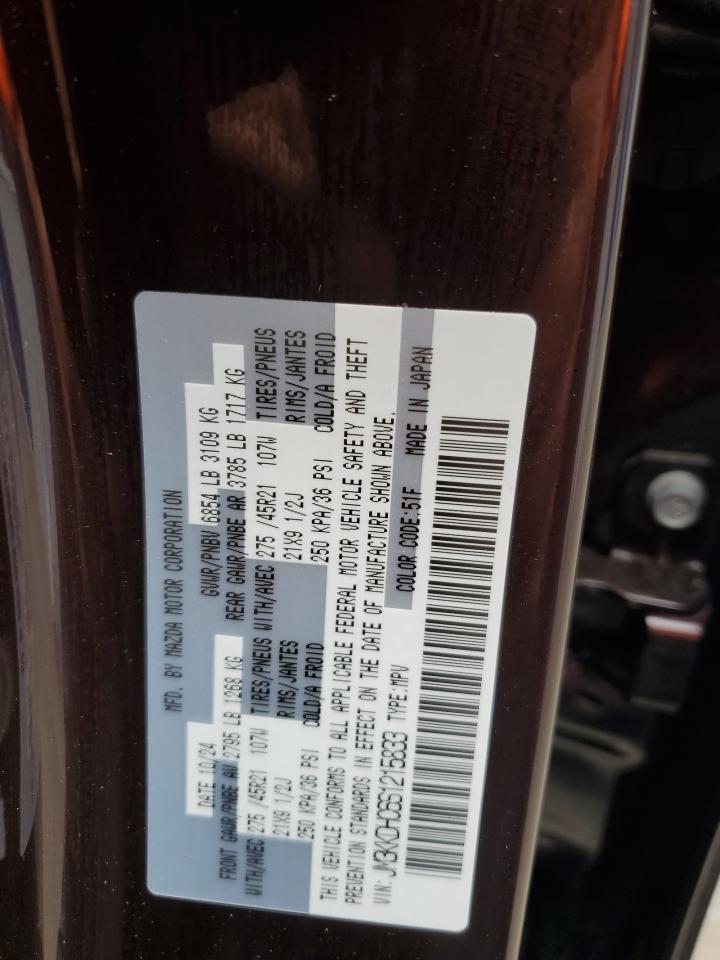 MFD. BY MAZDA MOTOR CORPORATION
DATE 10/24 GVWR/PNBV 6854 LB 3109 KG
FRONT GAWR/PNBE AV 2795 LB 1268 KG REAR GAWR/PNBE AR 3785 LB 1717 KG
WITH/AVEC 275 /45R21 107W TIRES/PNEUS WITH/AVEC 275 /45R21 107W TIRES/PNEUS
21X9 1/2J RIMS/JANTES 21X9 1/2J RIMS/JANTES
250 KPA/36 PSI COLD/A FROID 250 KPA/36 PSI COLD/A FROID
THIS VEHICLE CONFORMS TO ALL APPLICABLE FEDERAL MOTOR VEHICLE SAFETY AND THEFT
PREVENTION STANDARDS IN EFFECT ON THE DATE OF MANUFACTURE SHOWN ABOVE.
VIN: JM3KKDHC6S1215833 TYPE:MPV COLOR CODE:51F MADE IN JAPAN